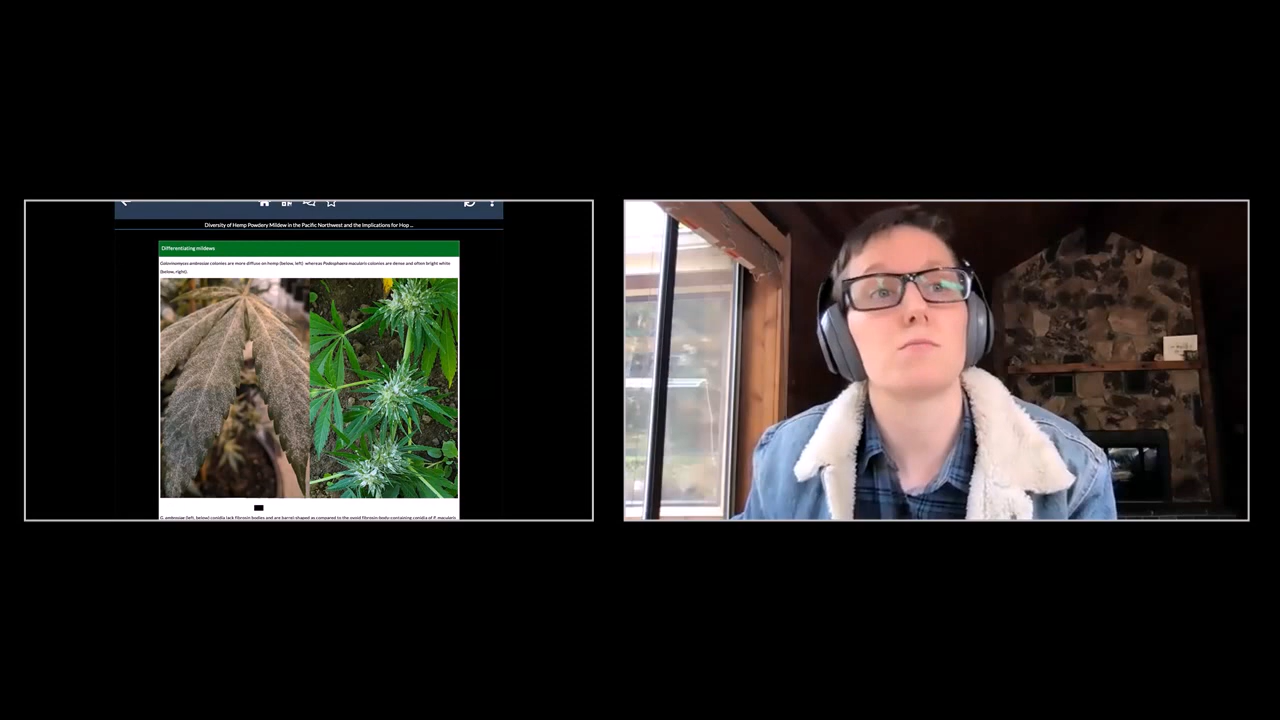 Diversity of Hemp Powdery Mildew in the Pacific Northwest and the Implications for Hop ...
Differentiating mildews
Golovinomyces ambrosiae colonies are more diffuse on hemp (below, left) whereas Podosphaera macularis colonies are dense and often bright white
(below, right).
G. ambrosiae (left, below) conidia lack fibrosin bodies and are barrel-shaped as compared to the ovoid fibrosin body-containing conidia of P. macularis